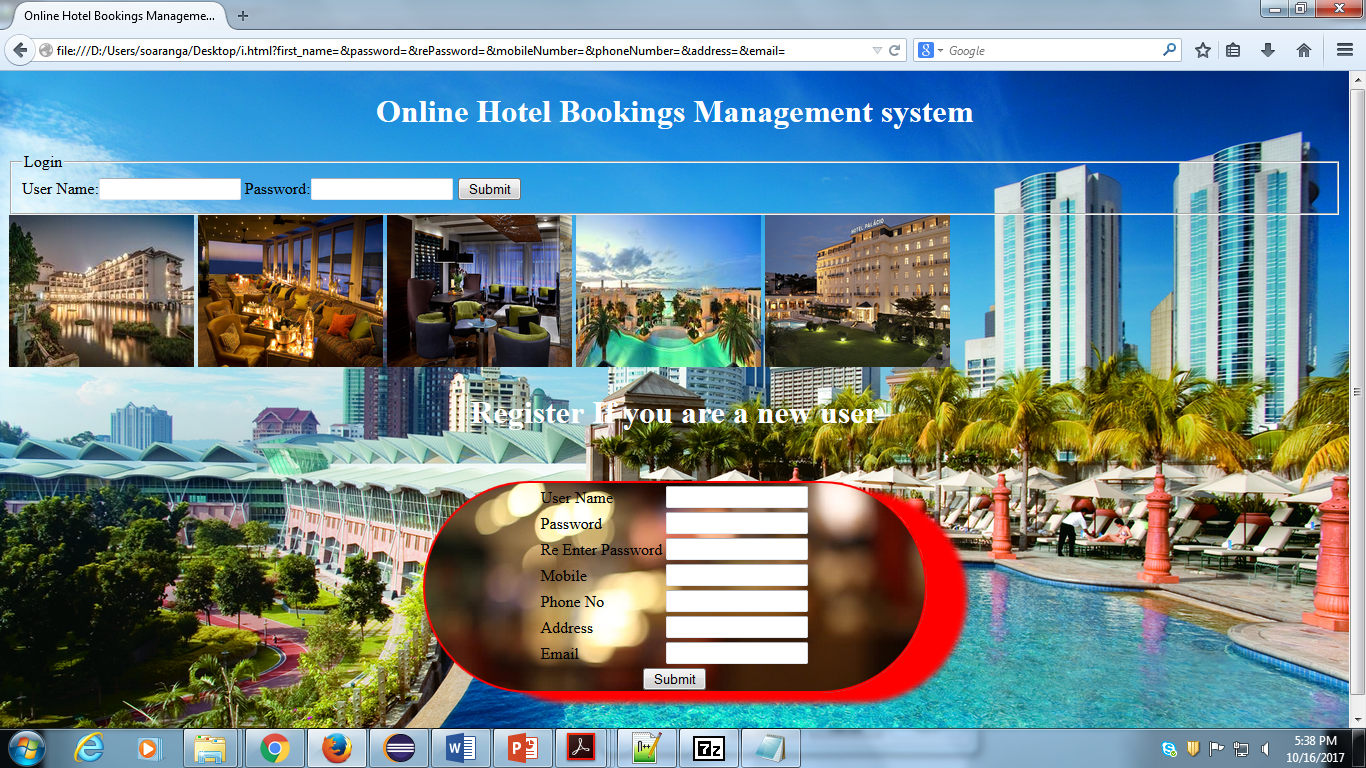 Online Hotel Bookings Manageme...
file:///D:/Users/soaranga/Desktop/i.html?first_name=&password=&rePassword=&mobileNumber=&phoneNumber=&address=&email=
Google
Online Hotel Bookings Management system
Login
User Name: Password: Submit
HOTEL PALÁCIO
Register If you are a new user
User Name
Password
Re Enter Password
Mobile
Phone No
Address
Email
Submit
5:38 PM
10/16/2017